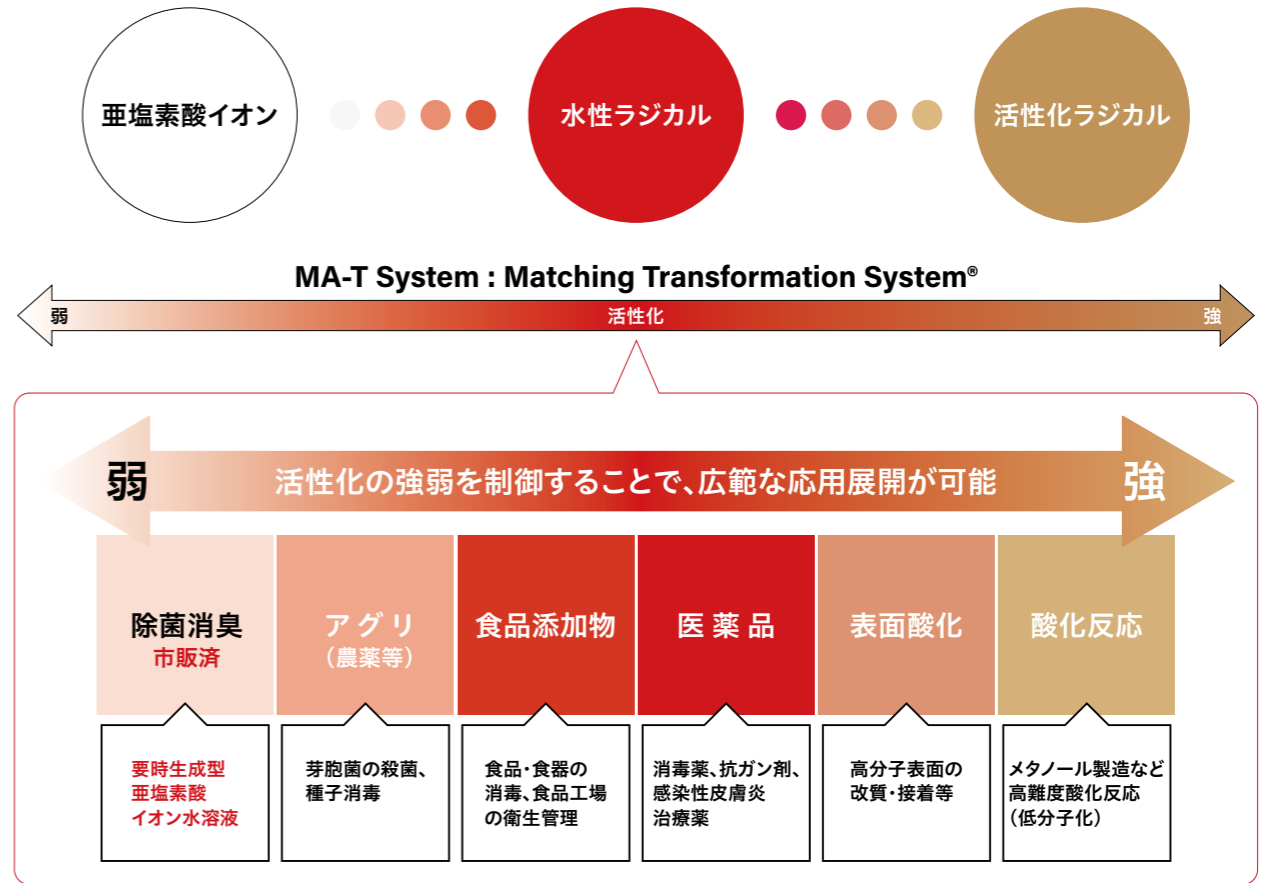 亜塩素酸イオン
水性ラジカル
活性化ラジカル
MA-T System : Matching Transformation System®
弱
活性化
強
弱
活性化の強弱を制御することで、広範な応用展開が可能
強
除菌消臭
市販済
アグリ
（農薬等）
食品添加物
医薬品
表面酸化
酸化反応
要時生成型
亜塩素酸
イオン水溶液
芽胞菌の殺菌、
種子消毒
食品・食器の
消毒、食品工場
の衛生管理
消毒薬、抗ガン剤、
感染性皮膚炎
治療薬
高分子表面の
改質・接着等
メタノール製造など
高難度酸化反応
（低分子化）